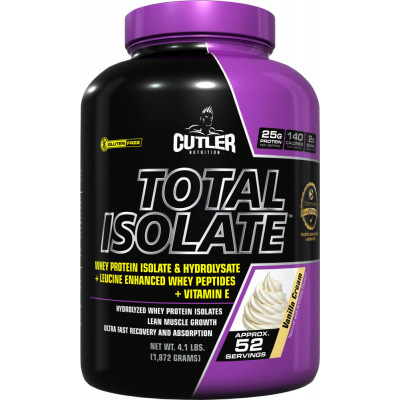 CUTLER
NUTRITION
GLUTEN FREE
25G
PROTEIN
140
CALORIES
TOTAL
ISOLATE™
WHEY PROTEIN ISOLATE & HYDROLYSATE
+ LEUCINE ENHANCED WHEY PEPTIDES
+ VITAMIN E
HYDROLYZED WHEY PROTEIN ISOLATES
LEAN MUSCLE GROWTH
ULTRA FAST RECOVERY AND ABSORPTION
NET WT. 4.1 LBS.
(1,872 GRAMS)
Vanilla Cream
APPROX.
52
SERVINGS